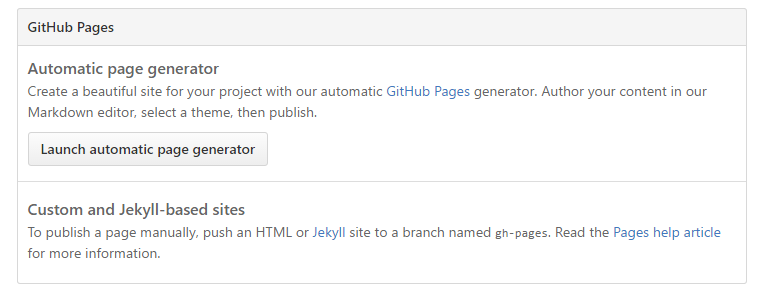 GitHub Pages
Automatic page generator
Create a beautiful site for your project with our automatic GitHub Pages generator. Author your content in our
Markdown editor, select a theme, then publish.
Launch automatic page generator
Custom and Jekyll-based sites
To publish a page manually, push an HTML or Jekyll site to a branch named gh-pages. Read the Pages help article
for more information.